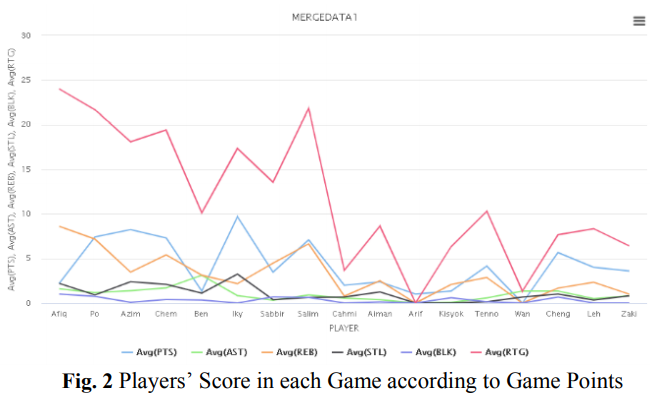 MERGEDATA1
Avg(PTS), Avg(AST), Avg(REB), Avg(STL), Avg(BLK), Avg(RTG)
30
25
20
15
10
5
0
Afiq Po Azim Chem Ben Iky Sabbir Salim Cahmi Aiman Arif Kisyok Tenno Wan Cheng Leh Zaki
PLAYER
Avg(PTS) Avg(AST) Avg(REB) Avg(STL) Avg(BLK) Avg(RTG)
Fig. 2 Players' Score in each Game according to Game Points